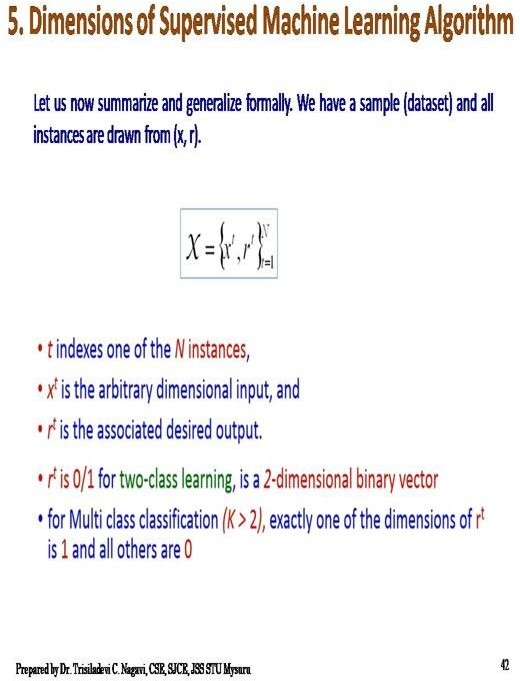 5. Dimensions of Supervised Machine Learning Algorithm
Let us now summarize and generalize formally. We have a sample (dataset) and all
instances are drawn from (x, r).
X = {x^t , r^t}^N_t=1
• t indexes one of the N instances,
• x^t is the arbitrary dimensional input, and
• r^t is the associated desired output.
• r^t is 0/1 for two-class learning, is a 2-dimensional binary vector
• for Multi class classification (K > 2), exactly one of the dimensions of r^t
is 1 and all others are 0
Prepared by Dr. Trisiladevi C. Nagavi, CSE, SJCE, JSS STU Mysuru
42